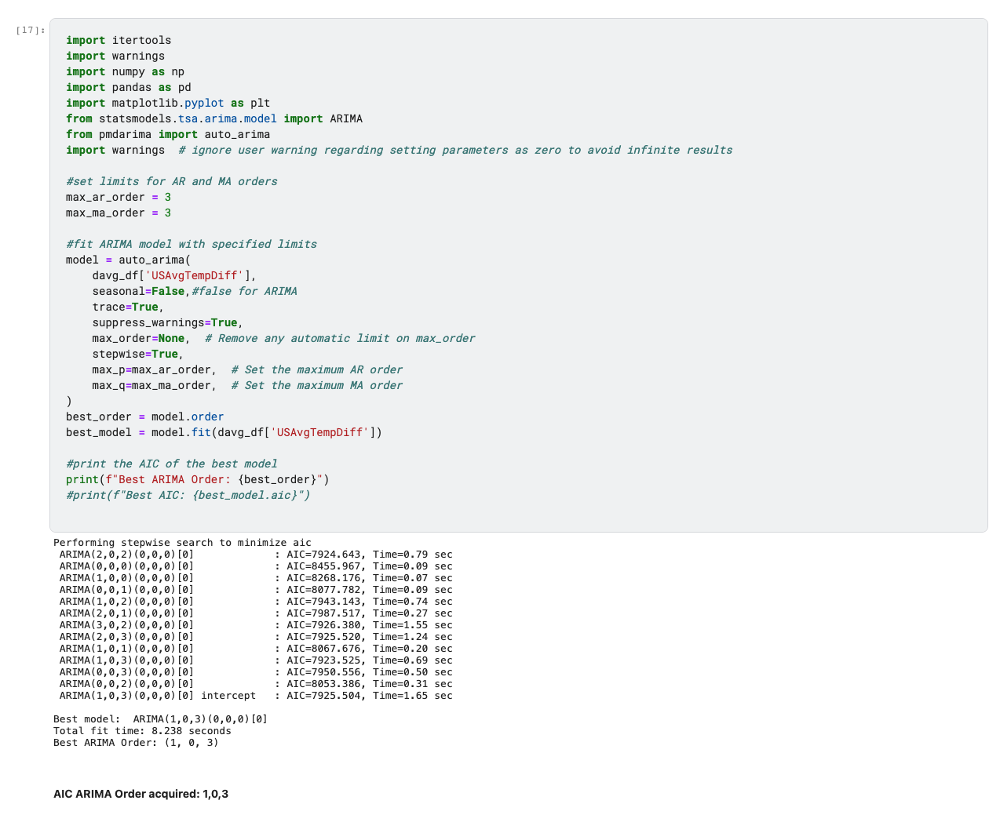 [17]:
import itertools
import warnings
import numpy as np
import pandas as pd
import matplotlib.pyplot as plt
from statsmodels.tsa.arima.model import ARIMA
from pmdarima import auto_arima
import warnings  # ignore user warning regarding setting parameters as zero to avoid infinite results

#set limits for AR and MA orders
max_ar_order = 3
max_ma_order = 3

#fit ARIMA model with specified limits
model = auto_arima(
    davg_df['USAvgTempDiff'],
    seasonal=False,#false for ARIMA
    trace=True,
    suppress_warnings=True,
    max_order=None,  # Remove any automatic limit on max_order
    stepwise=True,
    max_p=max_ar_order,  # Set the maximum AR order
    max_q=max_ma_order,  # Set the maximum MA order
)
best_order = model.order
best_model = model.fit(davg_df['USAvgTempDiff'])

#print the AIC of the best model
print(f"Best ARIMA Order: {best_order}")
#print(f"Best AIC: {best_model.aic}")

Performing stepwise search to minimize aic
 ARIMA(2,0,2)(0,0,0)[0]             : AIC=7924.643, Time=0.79 sec
 ARIMA(0,0,0)(0,0,0)[0]             : AIC=8455.967, Time=0.09 sec
 ARIMA(1,0,0)(0,0,0)[0]             : AIC=8268.176, Time=0.07 sec
 ARIMA(0,0,1)(0,0,0)[0]             : AIC=8077.782, Time=0.09 sec
 ARIMA(1,0,2)(0,0,0)[0]             : AIC=7943.143, Time=0.74 sec
 ARIMA(2,0,1)(0,0,0)[0]             : AIC=7987.517, Time=0.27 sec
 ARIMA(3,0,2)(0,0,0)[0]             : AIC=7926.380, Time=1.55 sec
 ARIMA(2,0,3)(0,0,0)[0]             : AIC=7925.520, Time=1.24 sec
 ARIMA(1,0,1)(0,0,0)[0]             : AIC=8067.676, Time=0.20 sec
 ARIMA(1,0,3)(0,0,0)[0]             : AIC=7923.525, Time=0.69 sec
 ARIMA(0,0,3)(0,0,0)[0]             : AIC=7950.556, Time=0.50 sec
 ARIMA(0,0,2)(0,0,0)[0]             : AIC=8053.386, Time=0.31 sec
 ARIMA(1,0,3)(0,0,0)[0] intercept   : AIC=7925.504, Time=1.65 sec

Best model:  ARIMA(1,0,3)(0,0,0)[0]
Total fit time: 8.238 seconds
Best ARIMA Order: (1, 0, 3)

AIC ARIMA Order acquired: 1,0,3